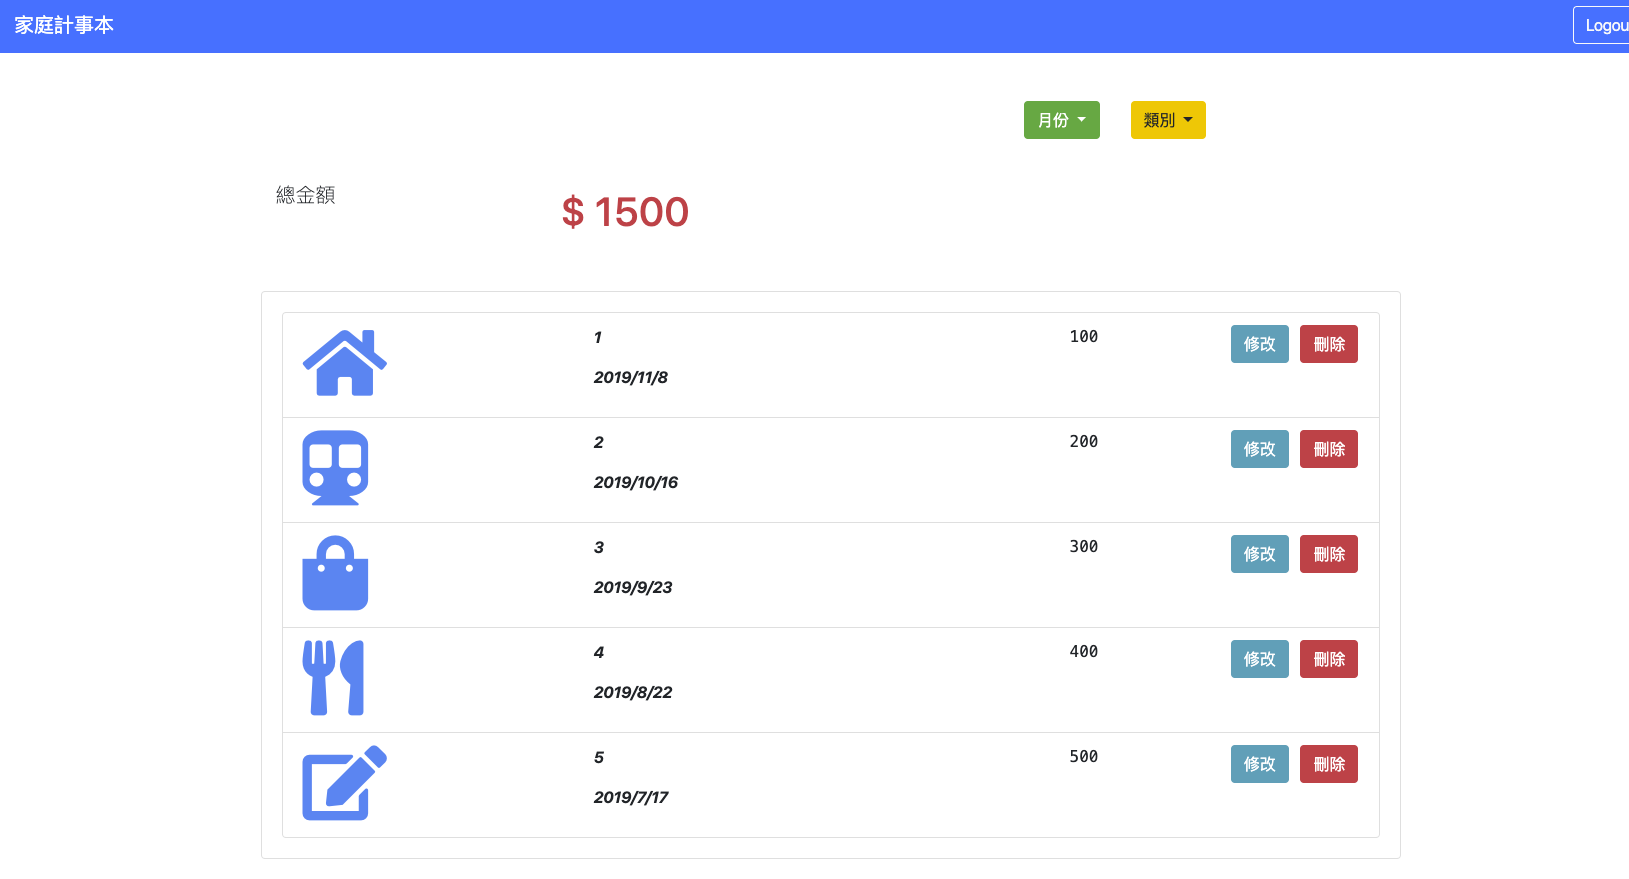 家庭計事本
Logou
月份
類別
總金額
$ 1500
1
100
修改
刪除
2019/11/8
2
200
修改
刪除
2019/10/16
3
300
修改
刪除
2019/9/23
4
400
修改
刪除
2019/8/22
5
500
修改
刪除
2019/7/17